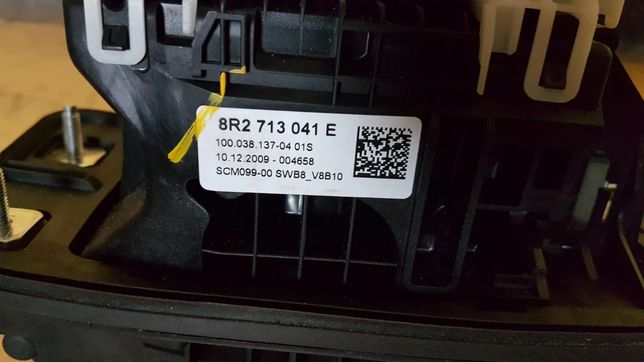 8R2 713 041 E
100.038.137-04 01S
10.12.2009 - 004658
SCM099-00 SWB8_V8B10